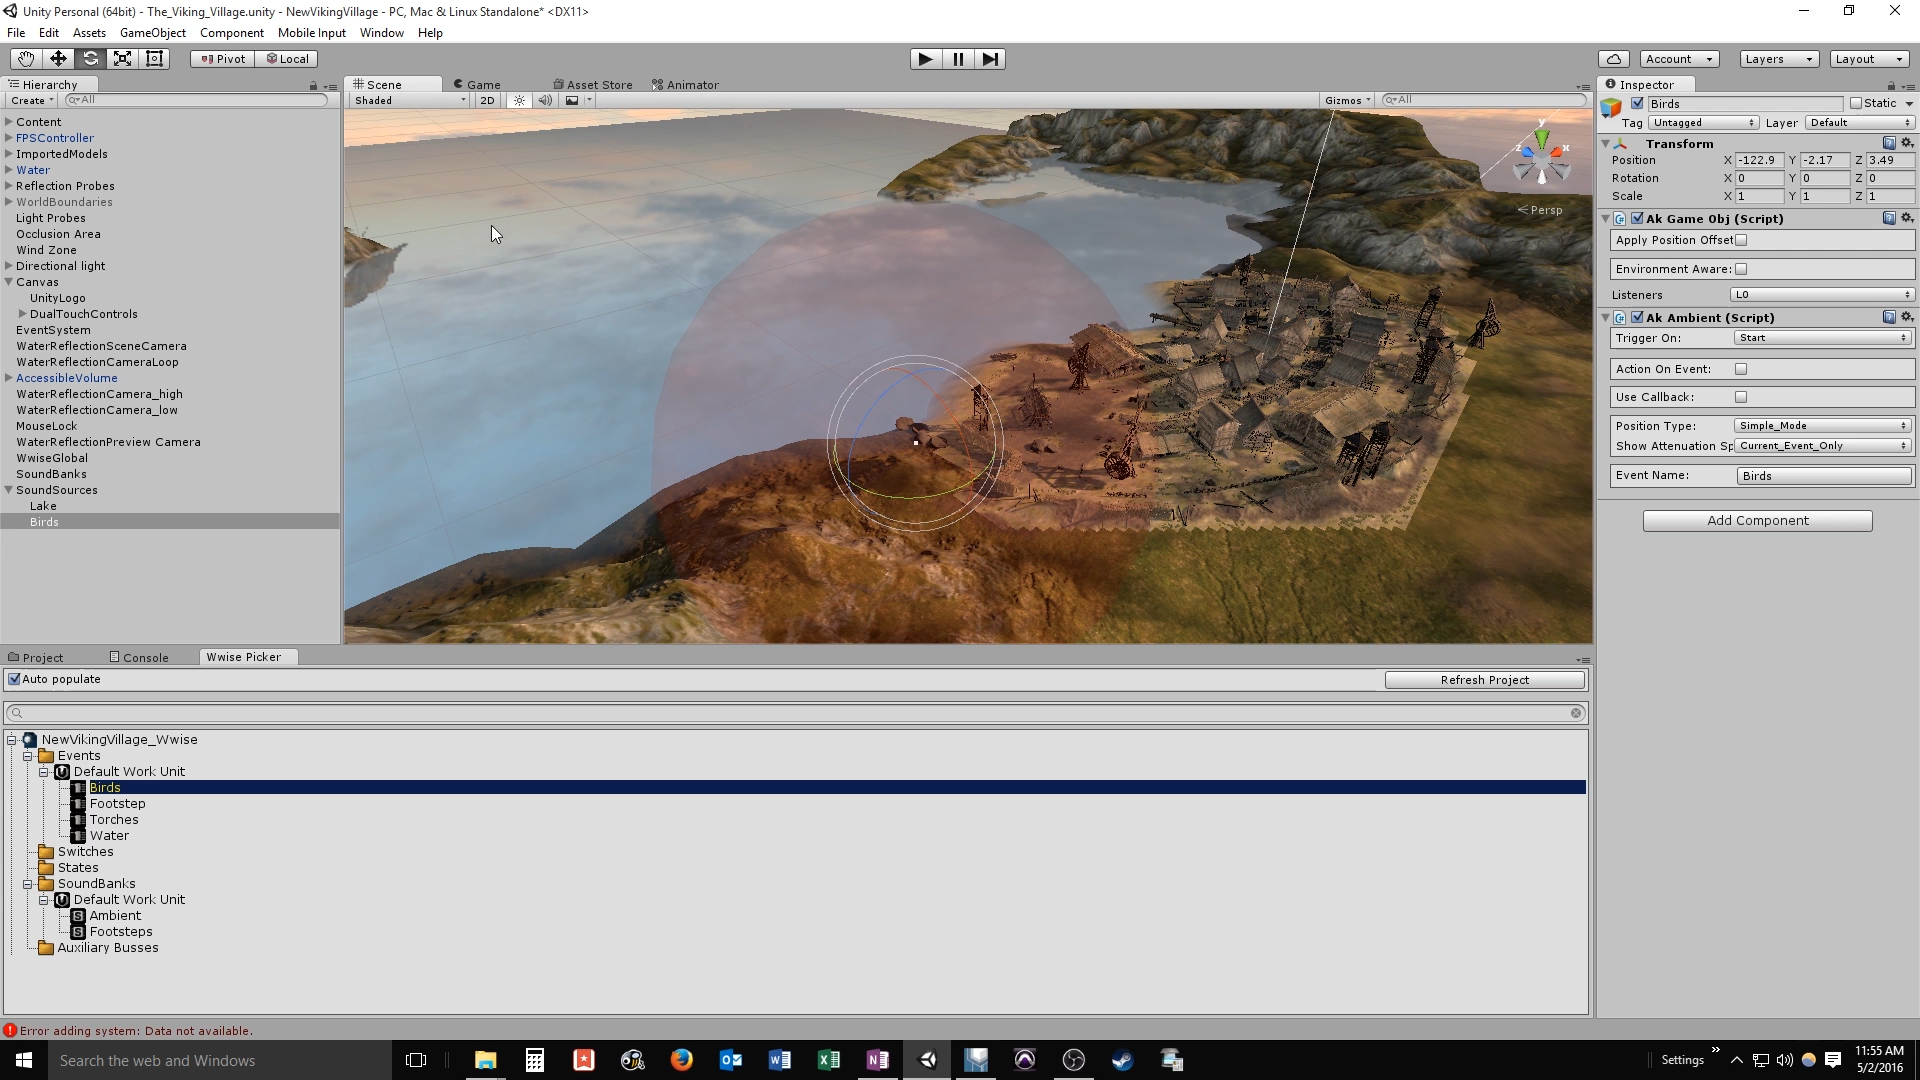 Unity Personal (64bit) - The_Viking_Village.unity - NewVikingVillage - PC, Mac & Linux Standalone* <DX11>
File Edit Assets GameObject Component Mobile Input Window Help
Pivot Local Account Layers Layout
Hierarchy
Create All
Content
FPSController
ImportedModels
Water
Reflection Probes
WorldBoundaries
Light Probes
Occlusion Area
Wind Zone
Directional light
Canvas
UnityLogo
DualTouchControls
EventSystem
WaterReflectionSceneCamera
WaterReflectionCameraLoop
AccessibleVolume
WaterReflectionCamera_high
WaterReflectionCamera_low
MouseLock
WaterReflectionPreview Camera
WwiseGlobal
SoundBanks
SoundSources
Lake
Birds
Scene Game Asset Store Animator
Shaded 2D Gizmos All
y
z x
Persp
Inspector
Birds Static
Tag Untagged Layer Default
Transform
Position X -122.9 Y -2.17 Z 3.49
Rotation X 0 Y 0 Z 0
Scale X 1 Y 1 Z 1
Ak Game Obj (Script)
Apply Position Offset
Environment Aware:
Listeners L0
Ak Ambient (Script)
Trigger On: Start
Action On Event:
Use Callback:
Position Type: Simple_Mode
Show Attenuation Sp Current_Event_Only
Event Name: Birds
Add Component
Project Console Wwise Picker
Auto populate Refresh Project
NewVikingVillage_Wwise
Events
Default Work Unit
Birds
Footstep
Torches
Water
Switches
States
SoundBanks
Default Work Unit
Ambient
Footsteps
Auxiliary Busses
Error adding system: Data not available.
Search the web and Windows
Settings
11:55 AM
5/2/2016